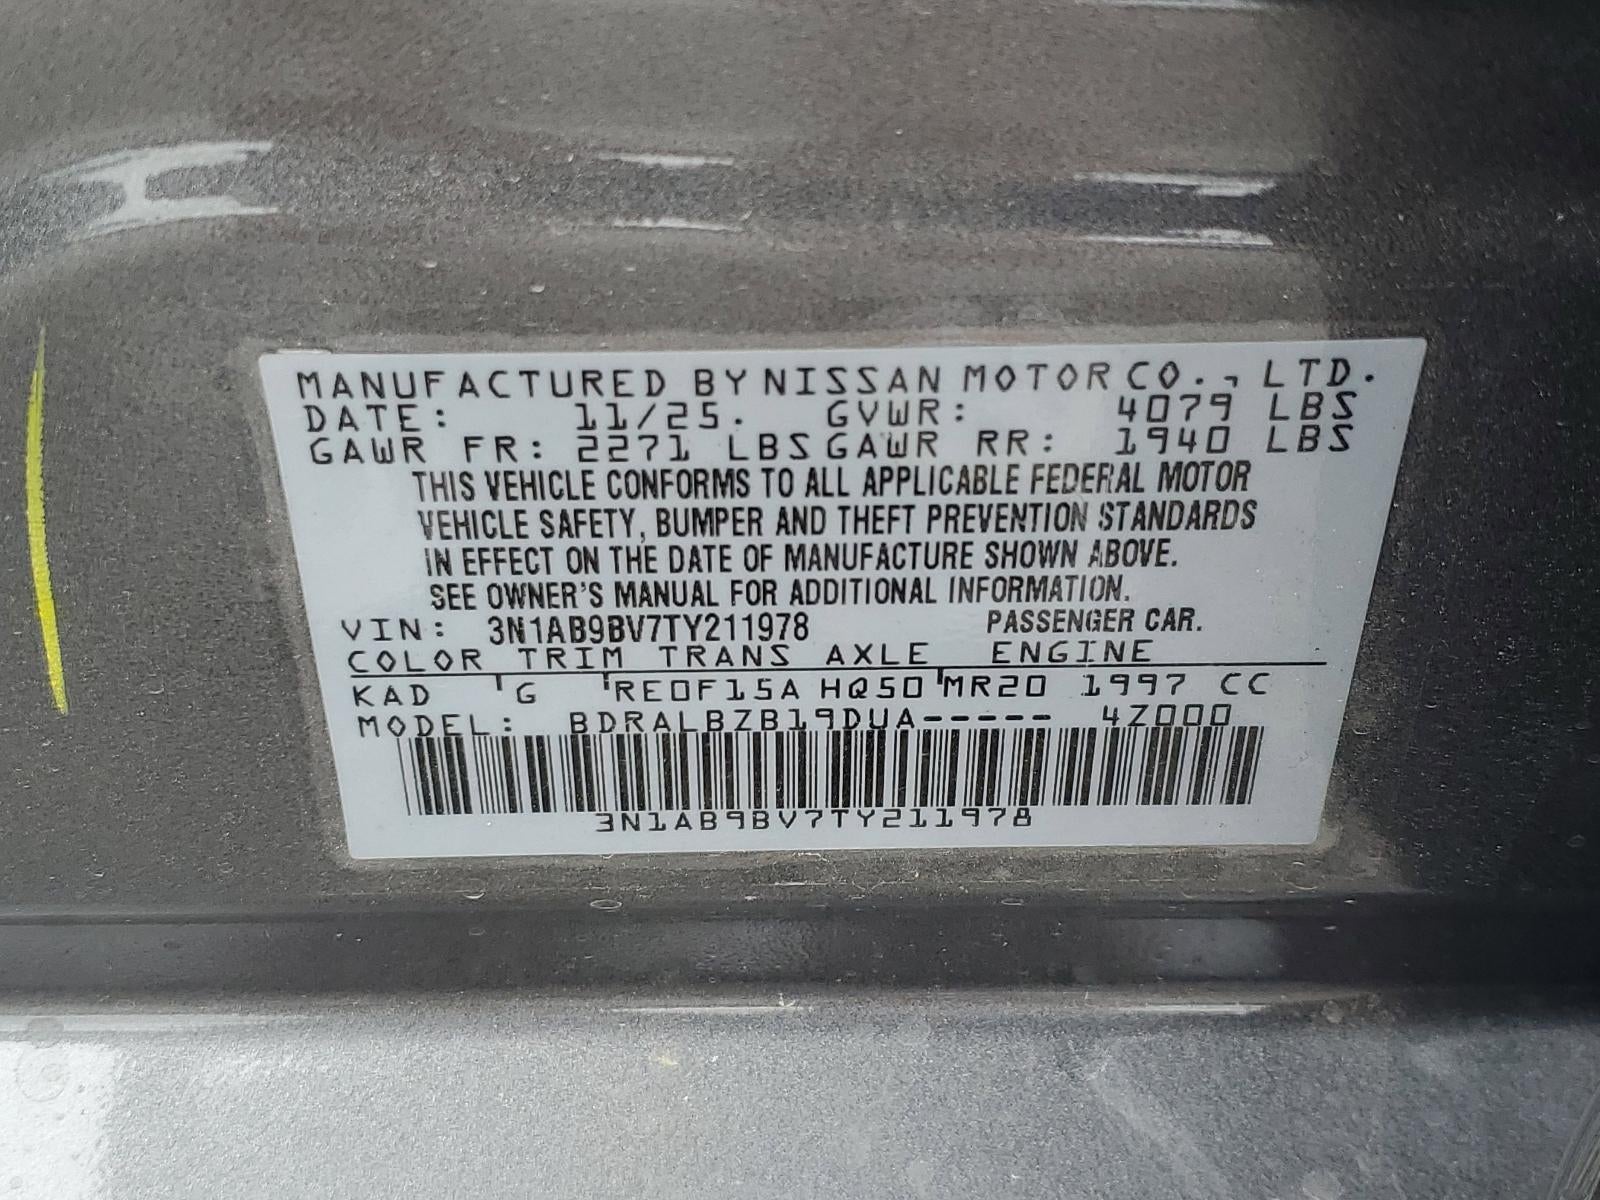 MANUFACTURED BY NISSAN MOTOR CO., LTD.
DATE: 11/25. GVWR: 4079 LBS
GAWR FR: 2271 LBS GAWR RR: 1940 LBS
THIS VEHICLE CONFORMS TO ALL APPLICABLE FEDERAL MOTOR
VEHICLE SAFETY, BUMPER AND THEFT PREVENTION STANDARDS
IN EFFECT ON THE DATE OF MANUFACTURE SHOWN ABOVE.
SEE OWNER'S MANUAL FOR ADDITIONAL INFORMATION.
VIN: 3N1AB9BV7TY211978 PASSENGER CAR.
COLOR TRIM TRANS AXLE ENGINE
KAD G RE0F15A HQ50 MR20 1997 CC
MODEL: BDRALBZB19DUA----- 4Z000
3N1AB9BV7TY211978